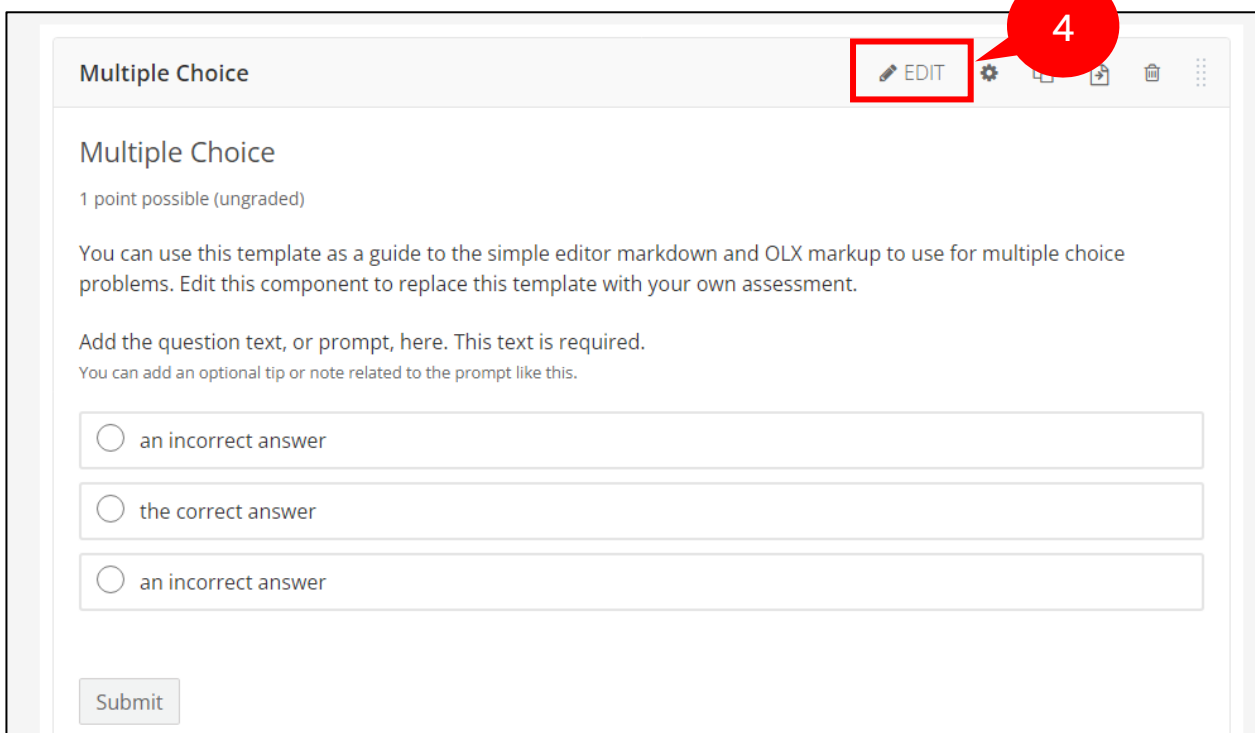 4
Multiple Choice
EDIT
Multiple Choice
1 point possible (ungraded)
You can use this template as a guide to the simple editor markdown and OLX markup to use for multiple choice
problems. Edit this component to replace this template with your own assessment.
Add the question text, or prompt, here. This text is required.
You can add an optional tip or note related to the prompt like this.
an incorrect answer
the correct answer
an incorrect answer
Submit